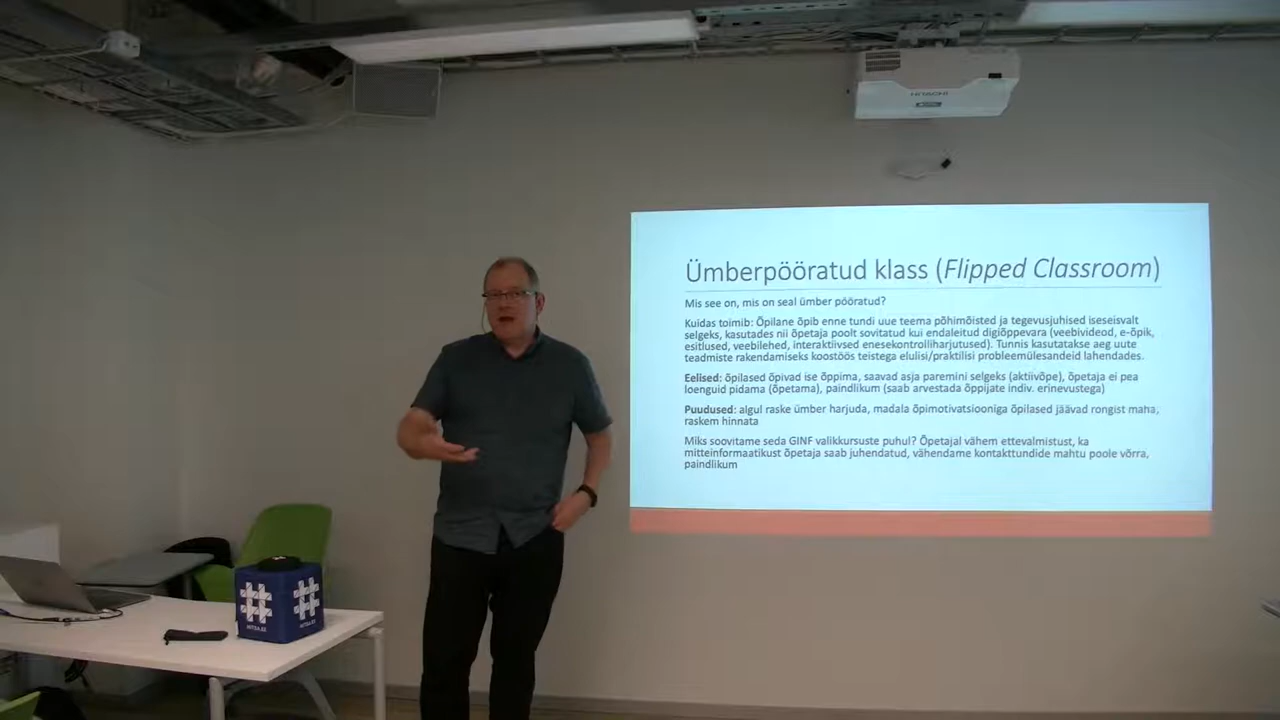 HITACHI
Ümberpööratud klass (Flipped Classroom)
Mis see on, mis on seal ümber pööratud?
Kuidas toimib: Õpilane õpib enne tundi uue teema põhimõisted ja tegevusjuhised iseseisvalt
selgeks, kasutades nii õpetaja poolt sovitatud kui endaleitud digiõppevara (veebivideod, e-õpik,
esitlused, veebilehed, interaktiivsed enesekontrolliharjutused). Tunnis kasutatakse aeg uute
teadmiste rakendamiseks koostöös teistega elulisi/praktilisi probleemülesandeid lahendades.
Eelised: õpilased õpivad ise õppima, saavad asja paremini selgeks (aktiivõpe), õpetaja ei pea
loenguid pidama (õpetama), paindlikum (saab arvestada õppijate indiv. erinevustega)
Puudused: algul raske ümber harjuda, madala õpimotivatsiooniga õpilased jäävad rongist maha,
raskem hinnata
Miks soovitame seda GINF valikkursuste puhul? Õpetajal vähem ettevalmistust, ka
mitteinformaatikust õpetaja saab juhendatud, vähendame kontakttundide mahtu poole võrra,
paindlikum
# #
HITSA.EE HITSA.EE